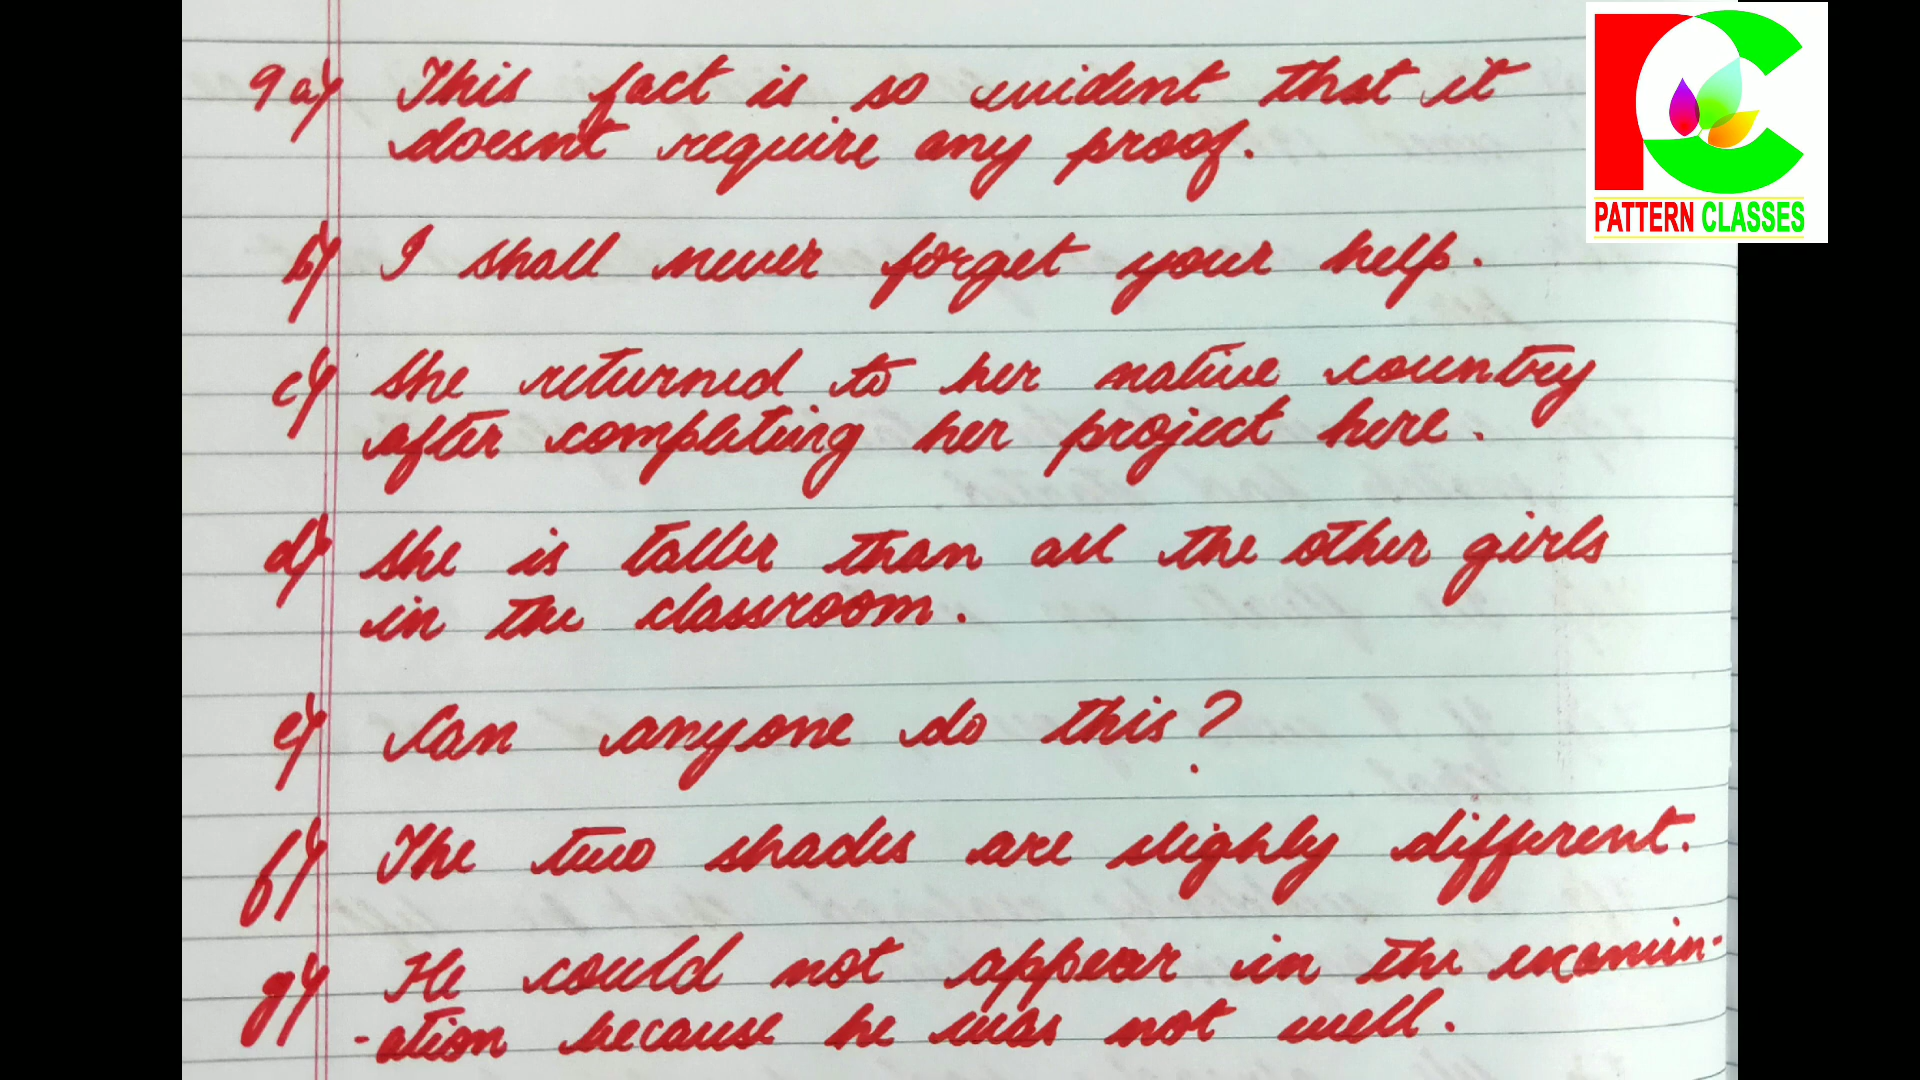 9 a) This fact is so evident that it
doesn't require any proof.
b) I shall never forget your help.
c) She returned to her native country
after completing her project here.
d) She is taller than all the other girls
in the classroom.
e) Can anyone do this?
f) The two shades are slighly different.
g) He could not appear in the examin-
-ation because he was not well.
PATTERN CLASSES